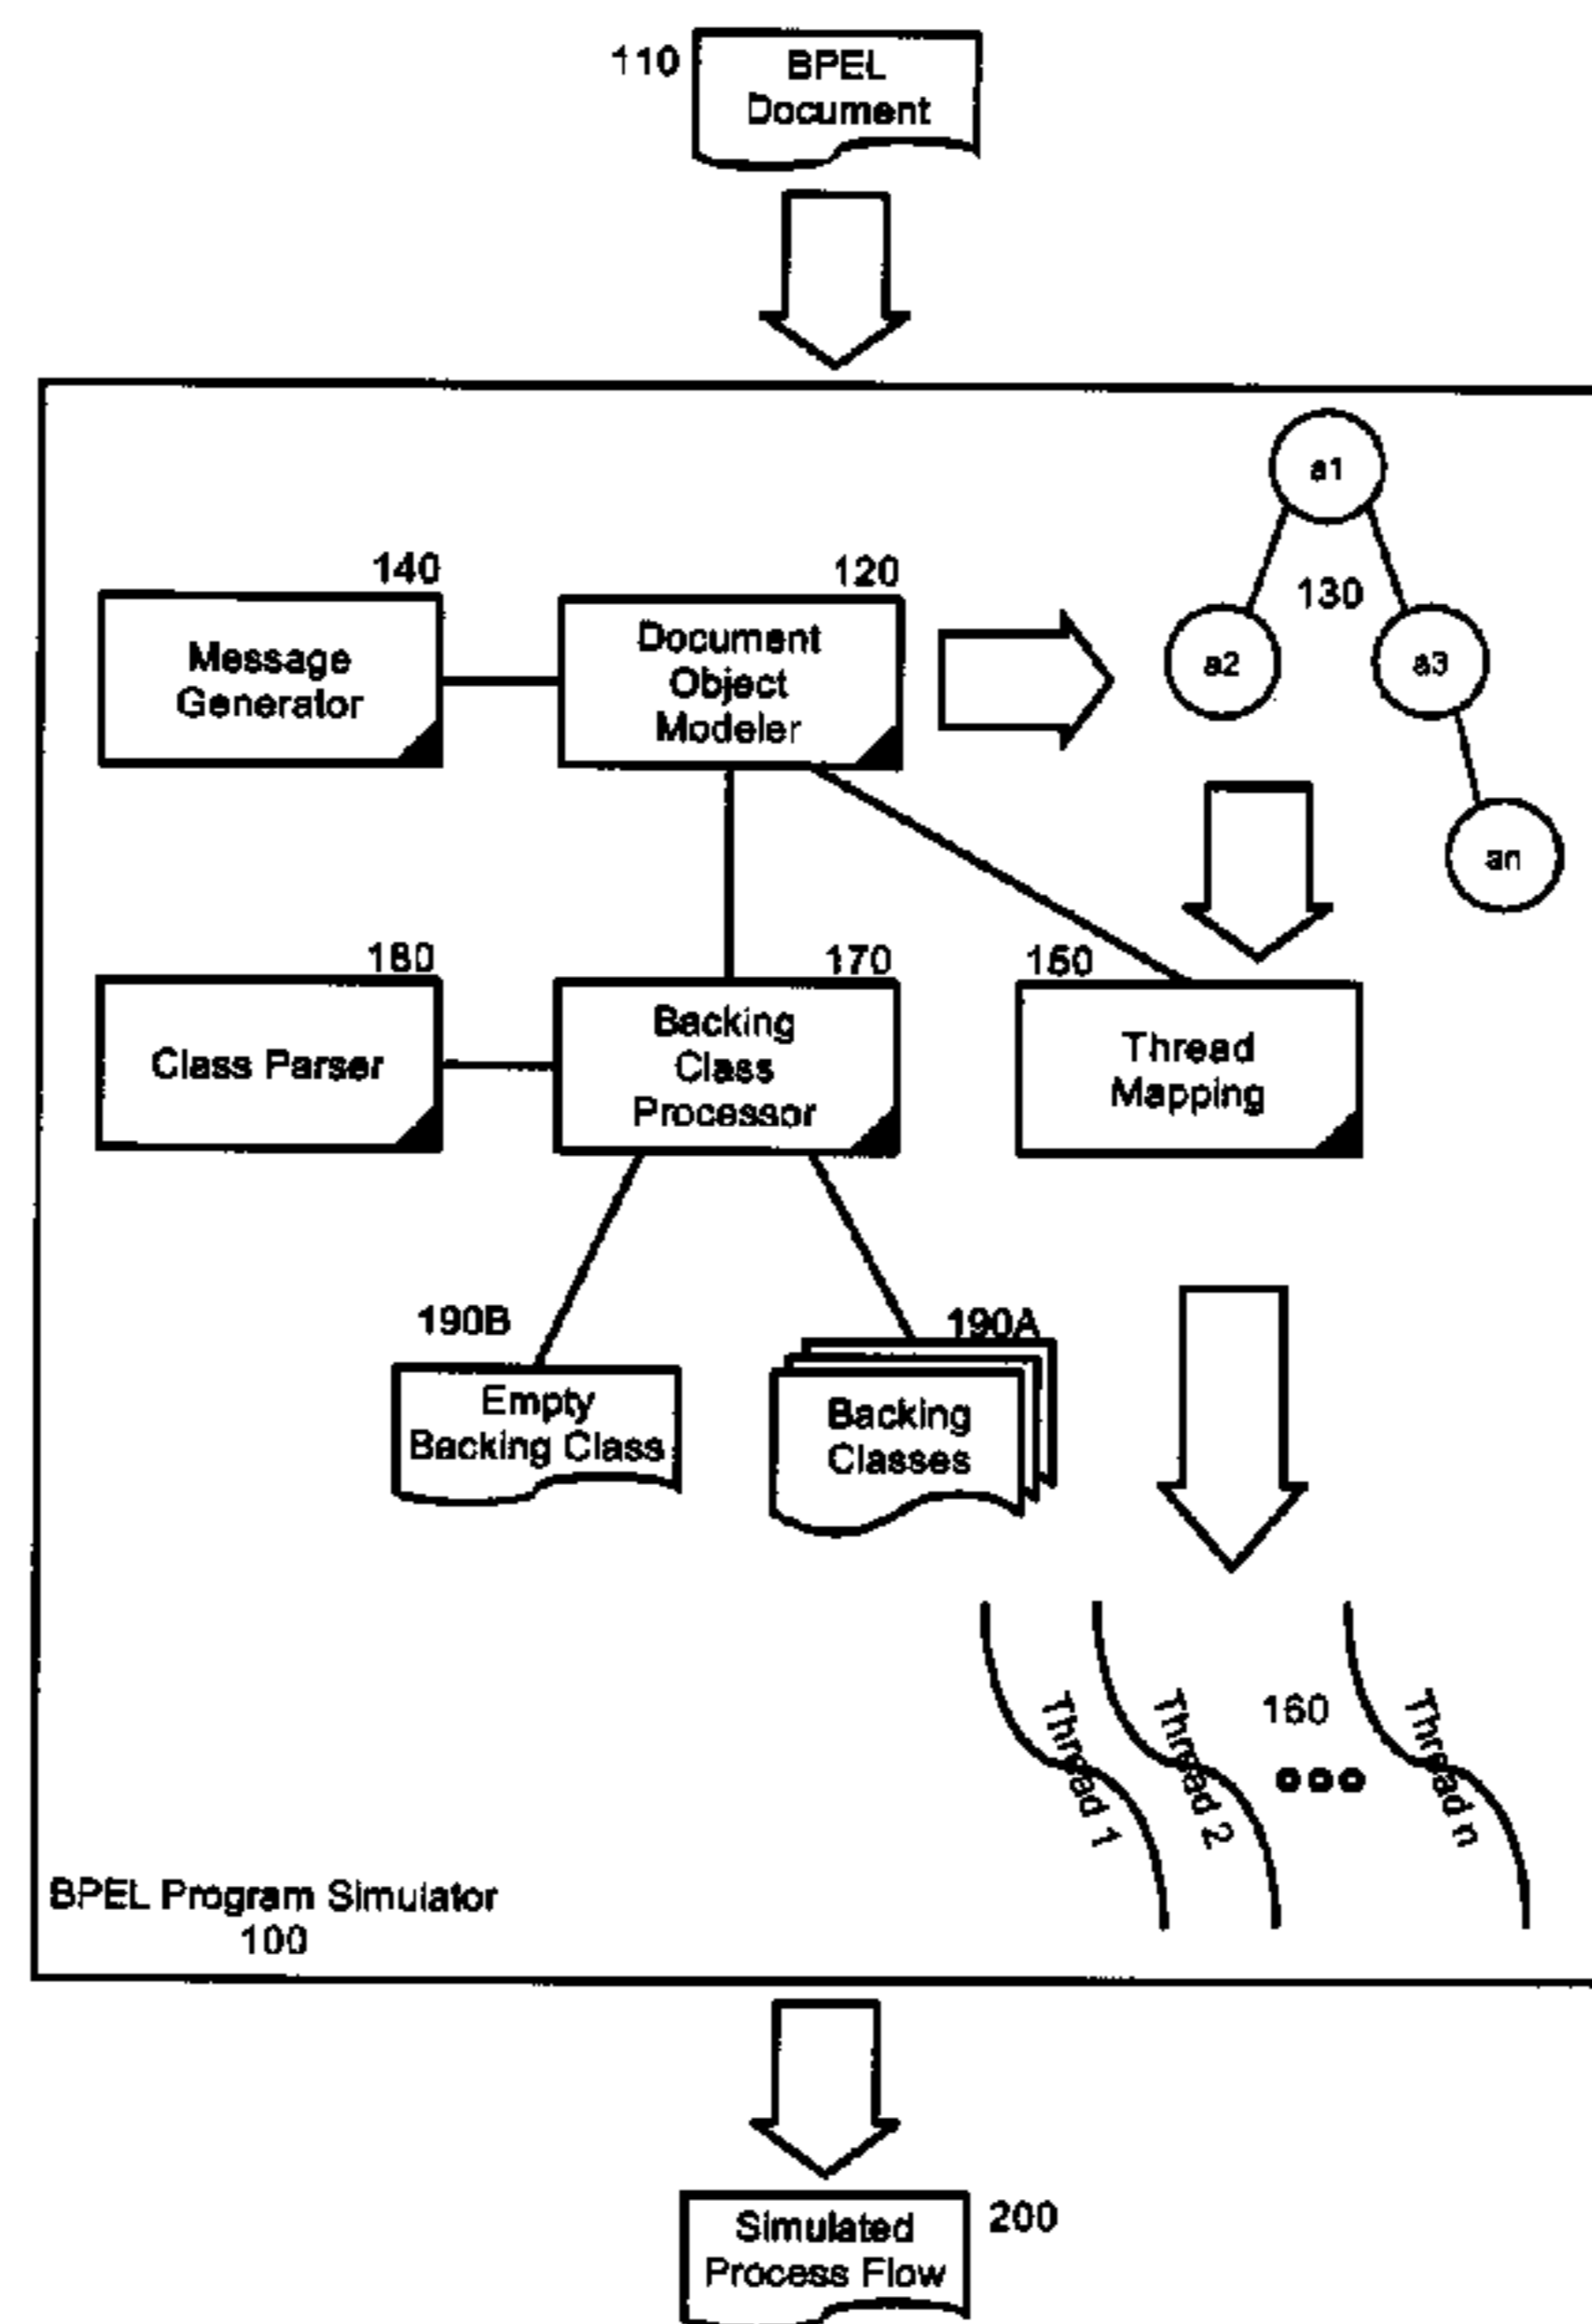 110
BPEL
Document
a1
140
120
130
Message
Generator
Document
Object
Modeler
a2
a3
an
180
170
150
Class Parser
Backing
Class
Processor
Thread
Mapping
190B
190A
Empty
Backing Class
Backing
Classes
Thread 1
Thread 2
160
Thread n
BPEL Program Simulator
100
Simulated
Process Flow
200